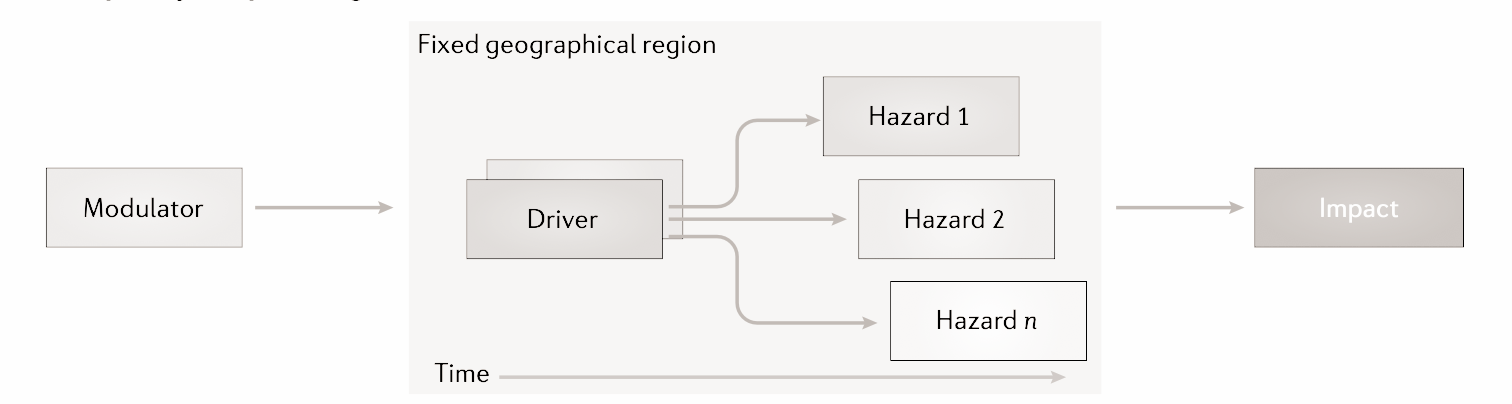 Fixed geographical region
Modulator
Driver
Hazard 1
Hazard 2
Hazard n
Impact
Time